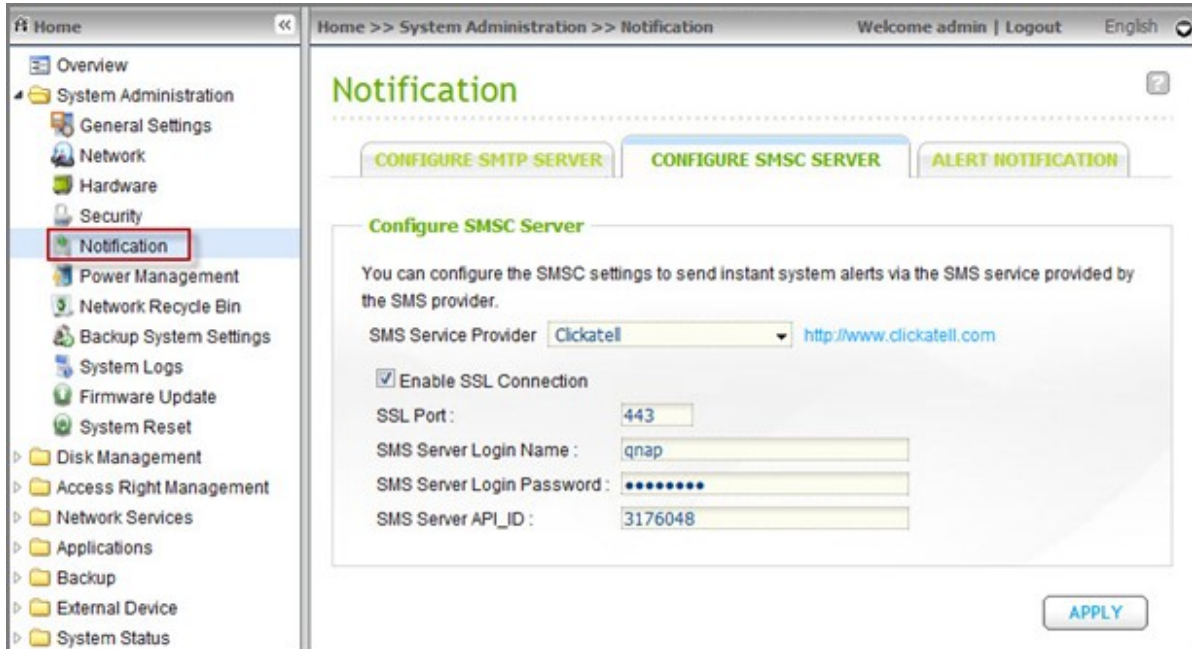 Home
Home >> System Administration >> Notification
Welcome admin | Logout
English
Overview
System Administration
General Settings
Network
Hardware
Security
Notification
Power Management
Network Recycle Bin
Backup System Settings
System Logs
Firmware Update
System Reset
Disk Management
Access Right Management
Network Services
Applications
Backup
External Device
System Status
Notification
CONFIGURE SMTP SERVER
CONFIGURE SMSC SERVER
ALERT NOTIFICATION
Configure SMSC Server
You can configure the SMSC settings to send instant system alerts via the SMS service provided by
the SMS provider.
SMS Service Provider Clickatell http://www.clickatell.com
Enable SSL Connection
SSL Port : 443
SMS Server Login Name : qnap
SMS Server Login Password : ••••••••
SMS Server API_ID : 3176048
APPLY